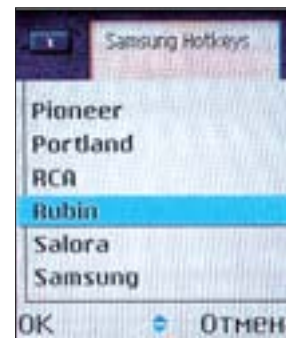 Samsung Hotkeys
Pioneer
Portland
RCA
Rubin
Salora
Samsung
OK Отмен